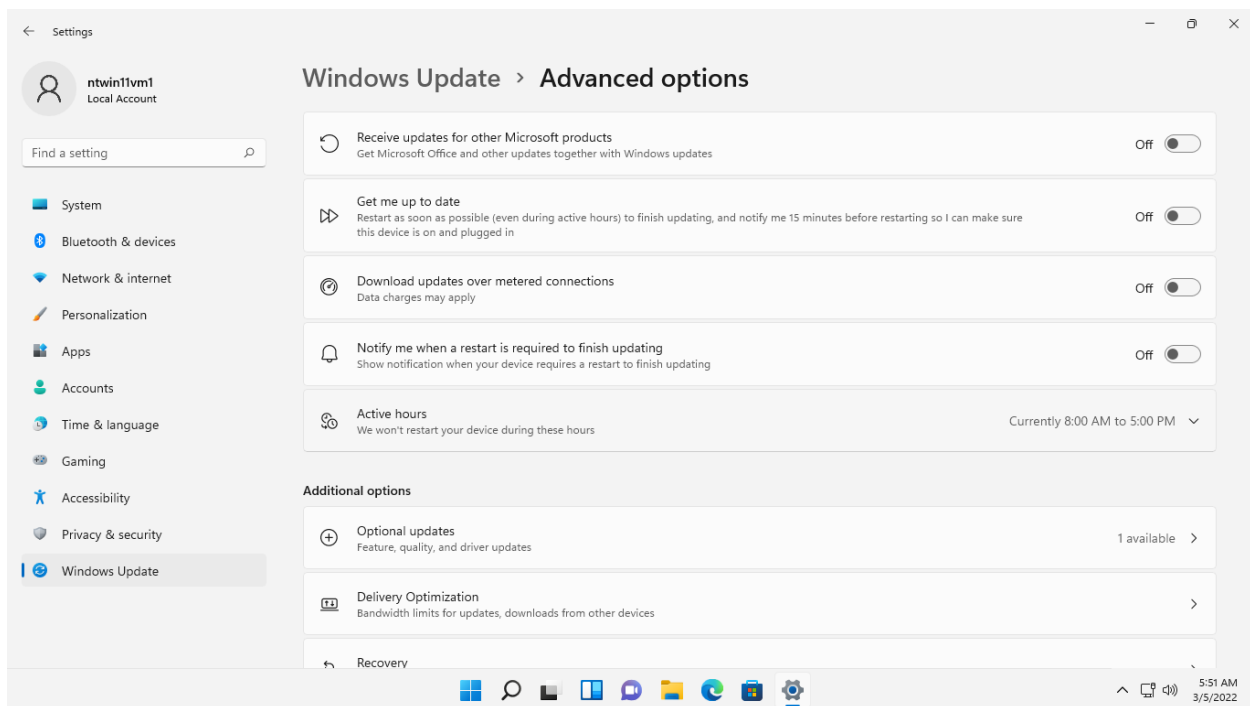 Settings
ntwin11vm1
Local Account
Find a setting
System
Bluetooth & devices
Network & internet
Personalization
Apps
Accounts
Time & language
Gaming
Accessibility
Privacy & security
Windows Update
Windows Update > Advanced options
Receive updates for other Microsoft products
Get Microsoft Office and other updates together with Windows updates
Off
Get me up to date
Restart as soon as possible (even during active hours) to finish updating, and notify me 15 minutes before restarting so I can make sure
this device is on and plugged in
Off
Download updates over metered connections
Data charges may apply
Off
Notify me when a restart is required to finish updating
Show notification when your device requires a restart to finish updating
Off
Active hours
We won't restart your device during these hours
Currently 8:00 AM to 5:00 PM
Additional options
Optional updates
Feature, quality, and driver updates
1 available
Delivery Optimization
Bandwidth limits for updates, downloads from other devices
Recovery
5:51 AM
3/5/2022